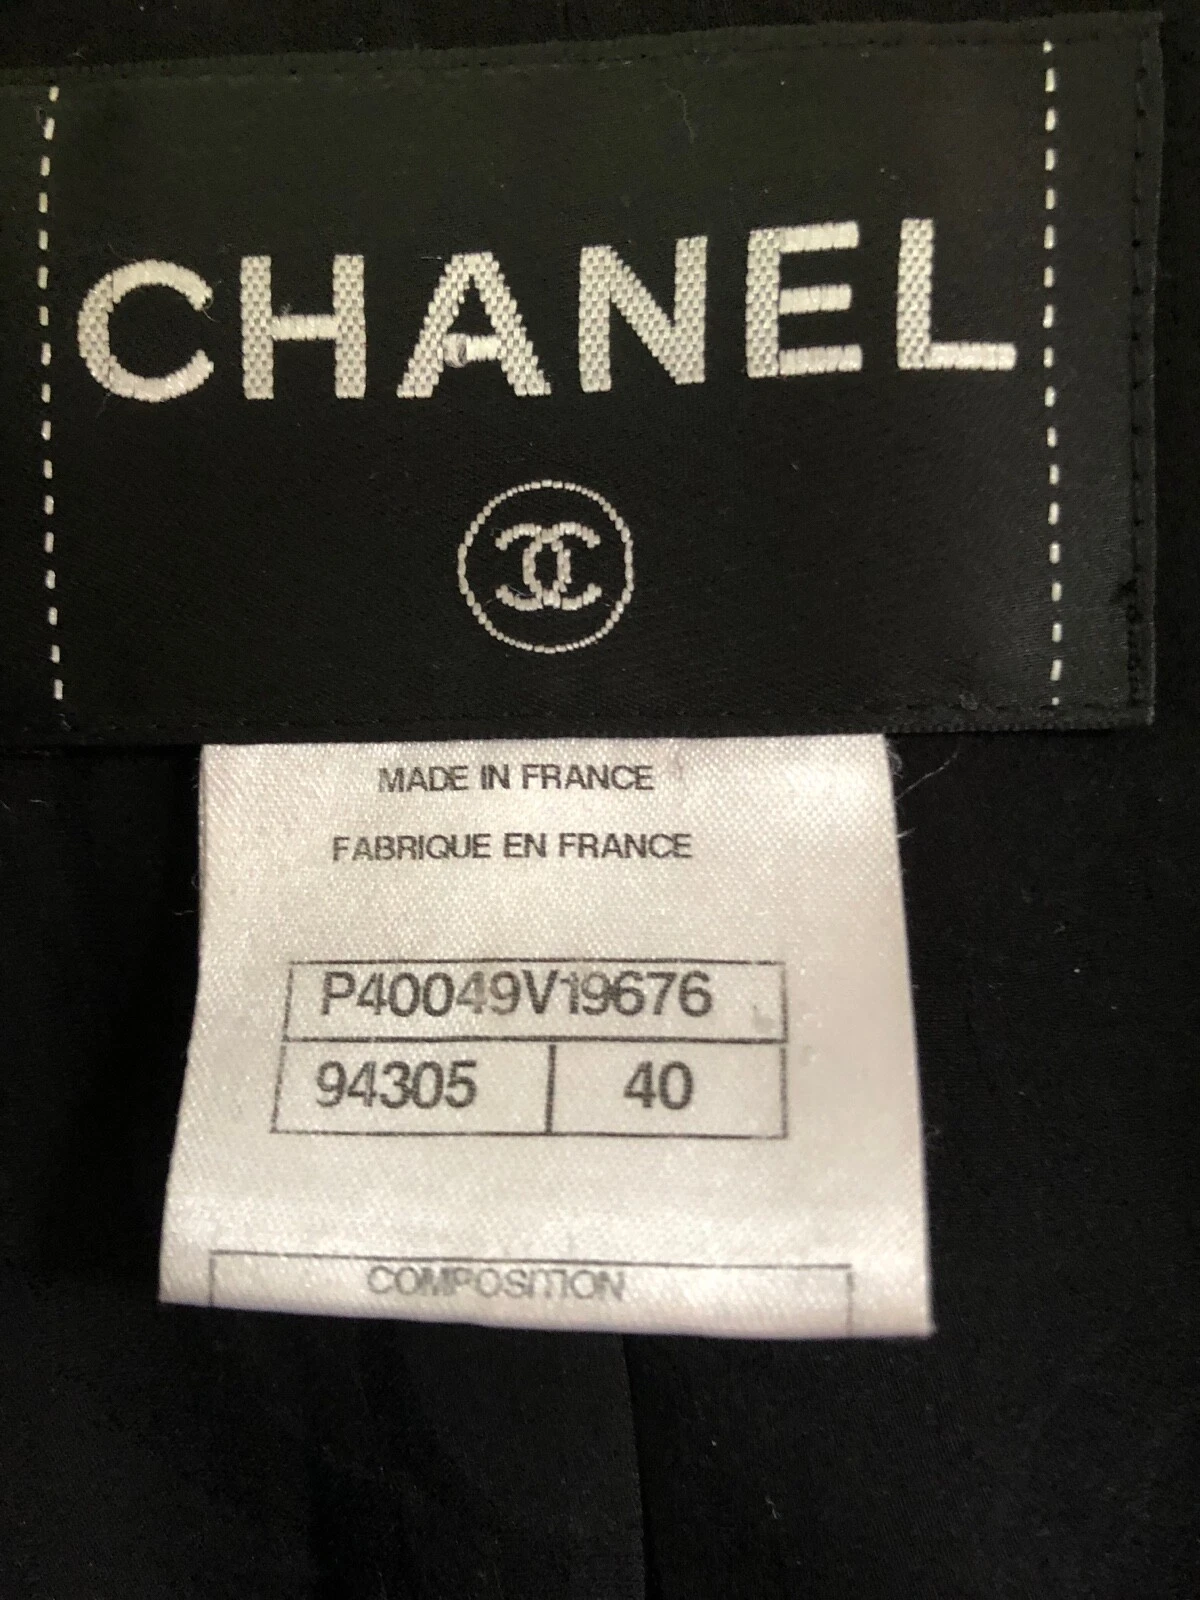 CHANEL
MADE IN FRANCE
FABRIQUE EN FRANCE
P40049V19676
94305 40
COMPOSITION